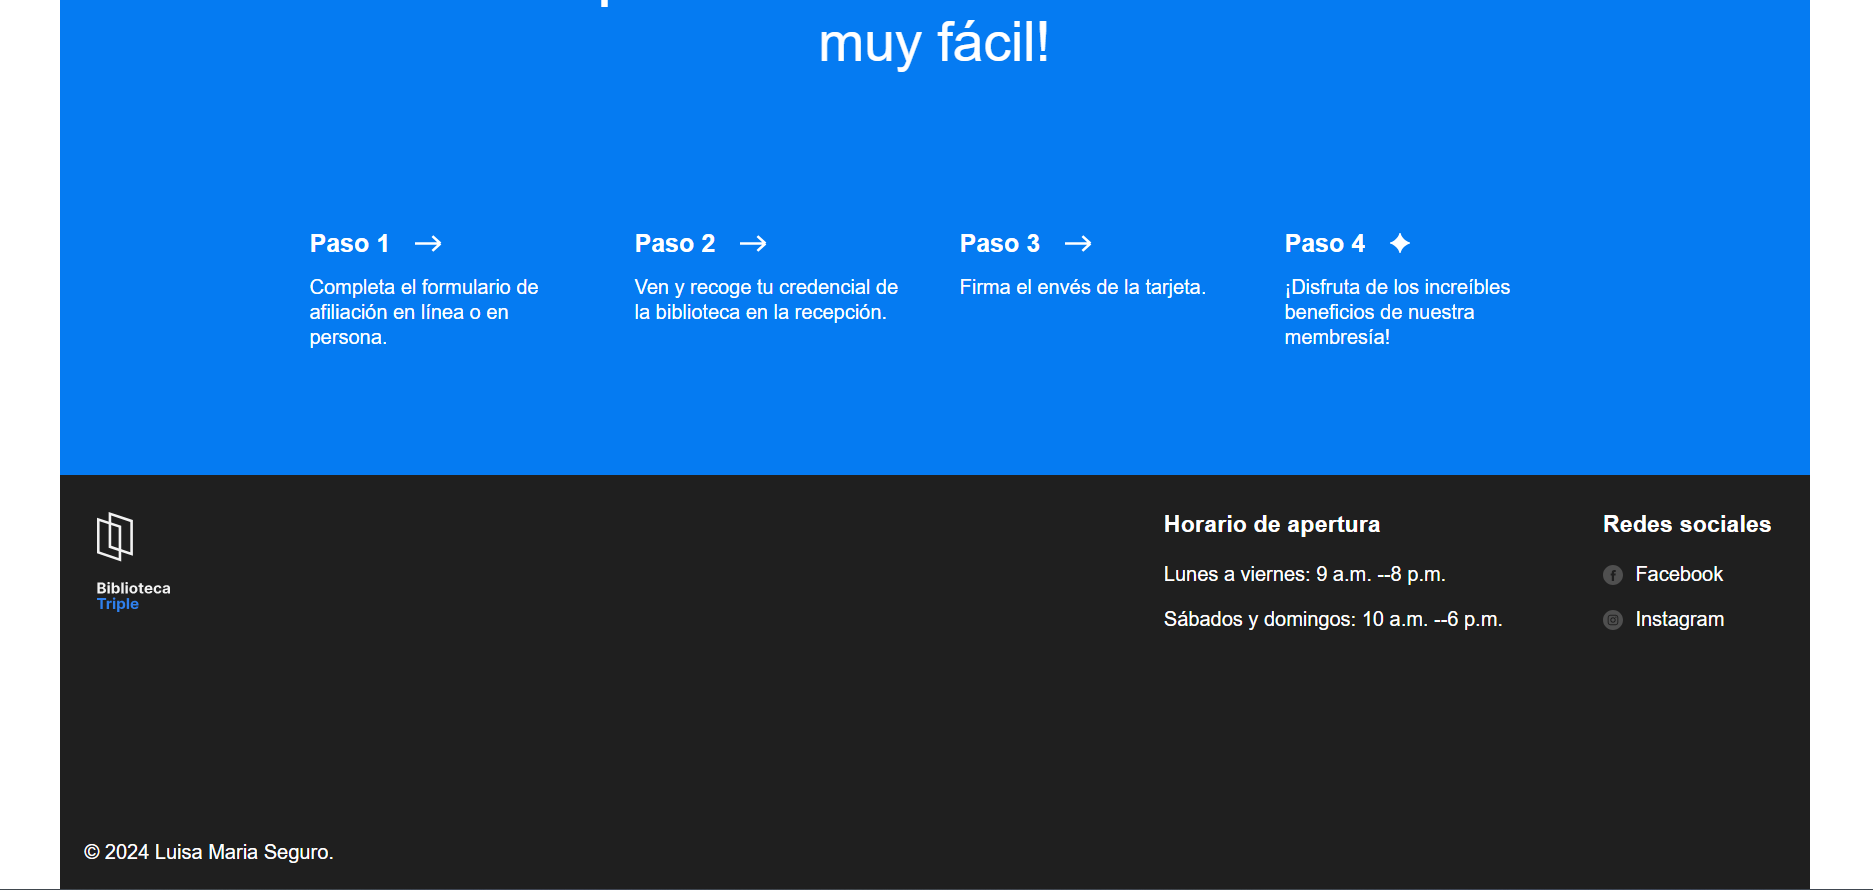 muy fácil!
Paso 1
Completa el formulario de
afiliación en línea o en
persona.
Paso 2
Ven y recoge tu credencial de
la biblioteca en la recepción.
Paso 3
Firma el envés de la tarjeta.
Paso 4
¡Disfruta de los increíbles
beneficios de nuestra
membresía!
Biblioteca
Triple
Horario de apertura
Lunes a viernes: 9 a.m. --8 p.m.
Sábados y domingos: 10 a.m. --6 p.m.
Redes sociales
Facebook
Instagram
© 2024 Luisa Maria Seguro.